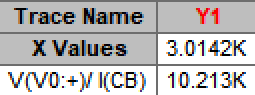 Trace Name Y1
X Values 3.0142K
V(V0:+)/ I(CB) 10.213K